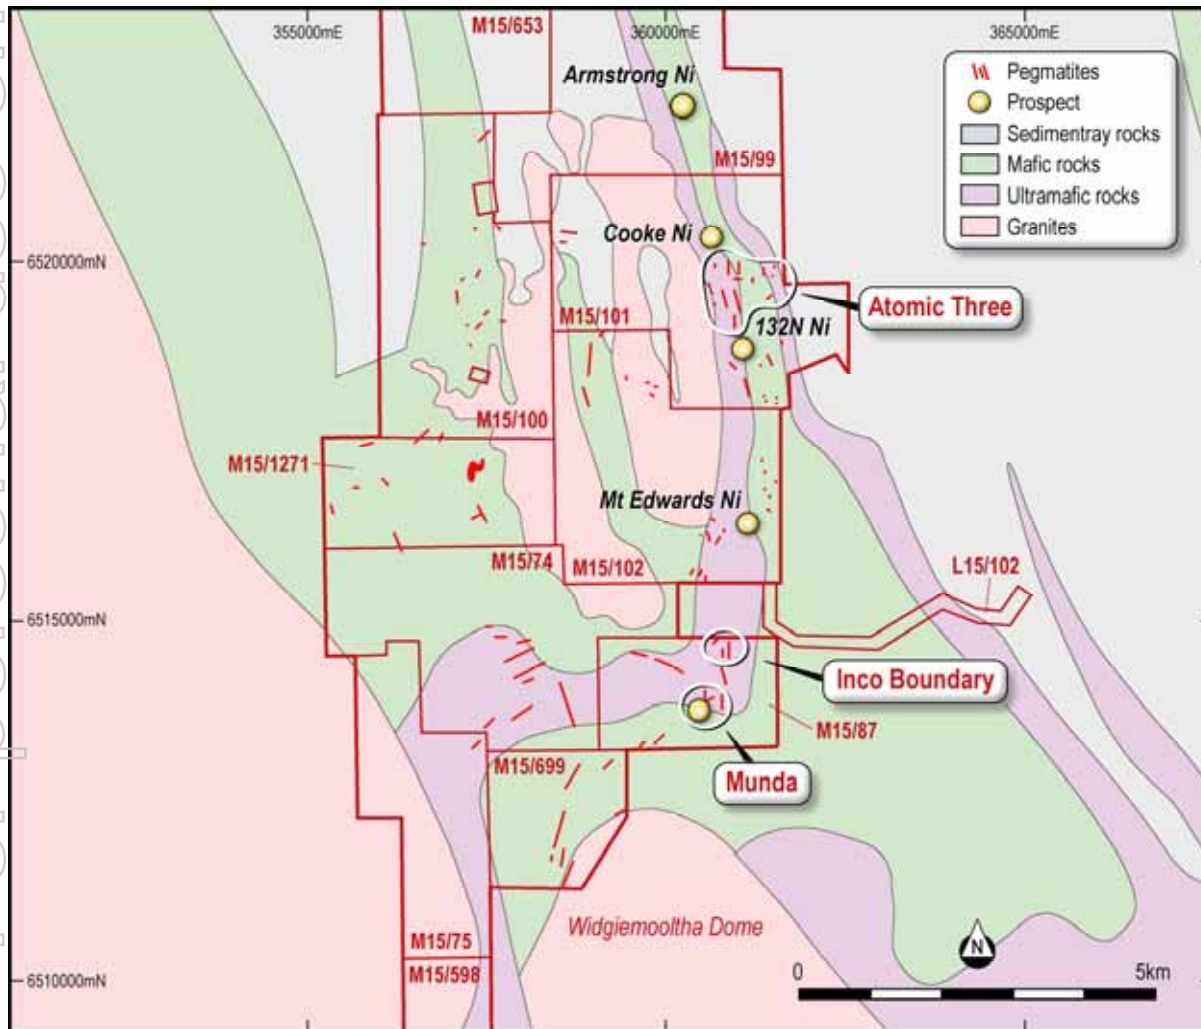 355000mE
360000mE
365000mE
M15/653
Armstrong Ni
Pegmatites
Prospect
Sedimentray rocks
Mafic rocks
Ultramafic rocks
Granites
M15/99
Cooke Ni
6520000mN
Atomic Three
M15/101
132N Ni
M15/100
M15/1271
Mt Edwards Ni
M15/74
M15/102
L15/102
6515000mN
Inco Boundary
M15/87
M15/699
Munda
Widgiemooltha Dome
M15/75
M15/598
N
0
5km
6510000mN